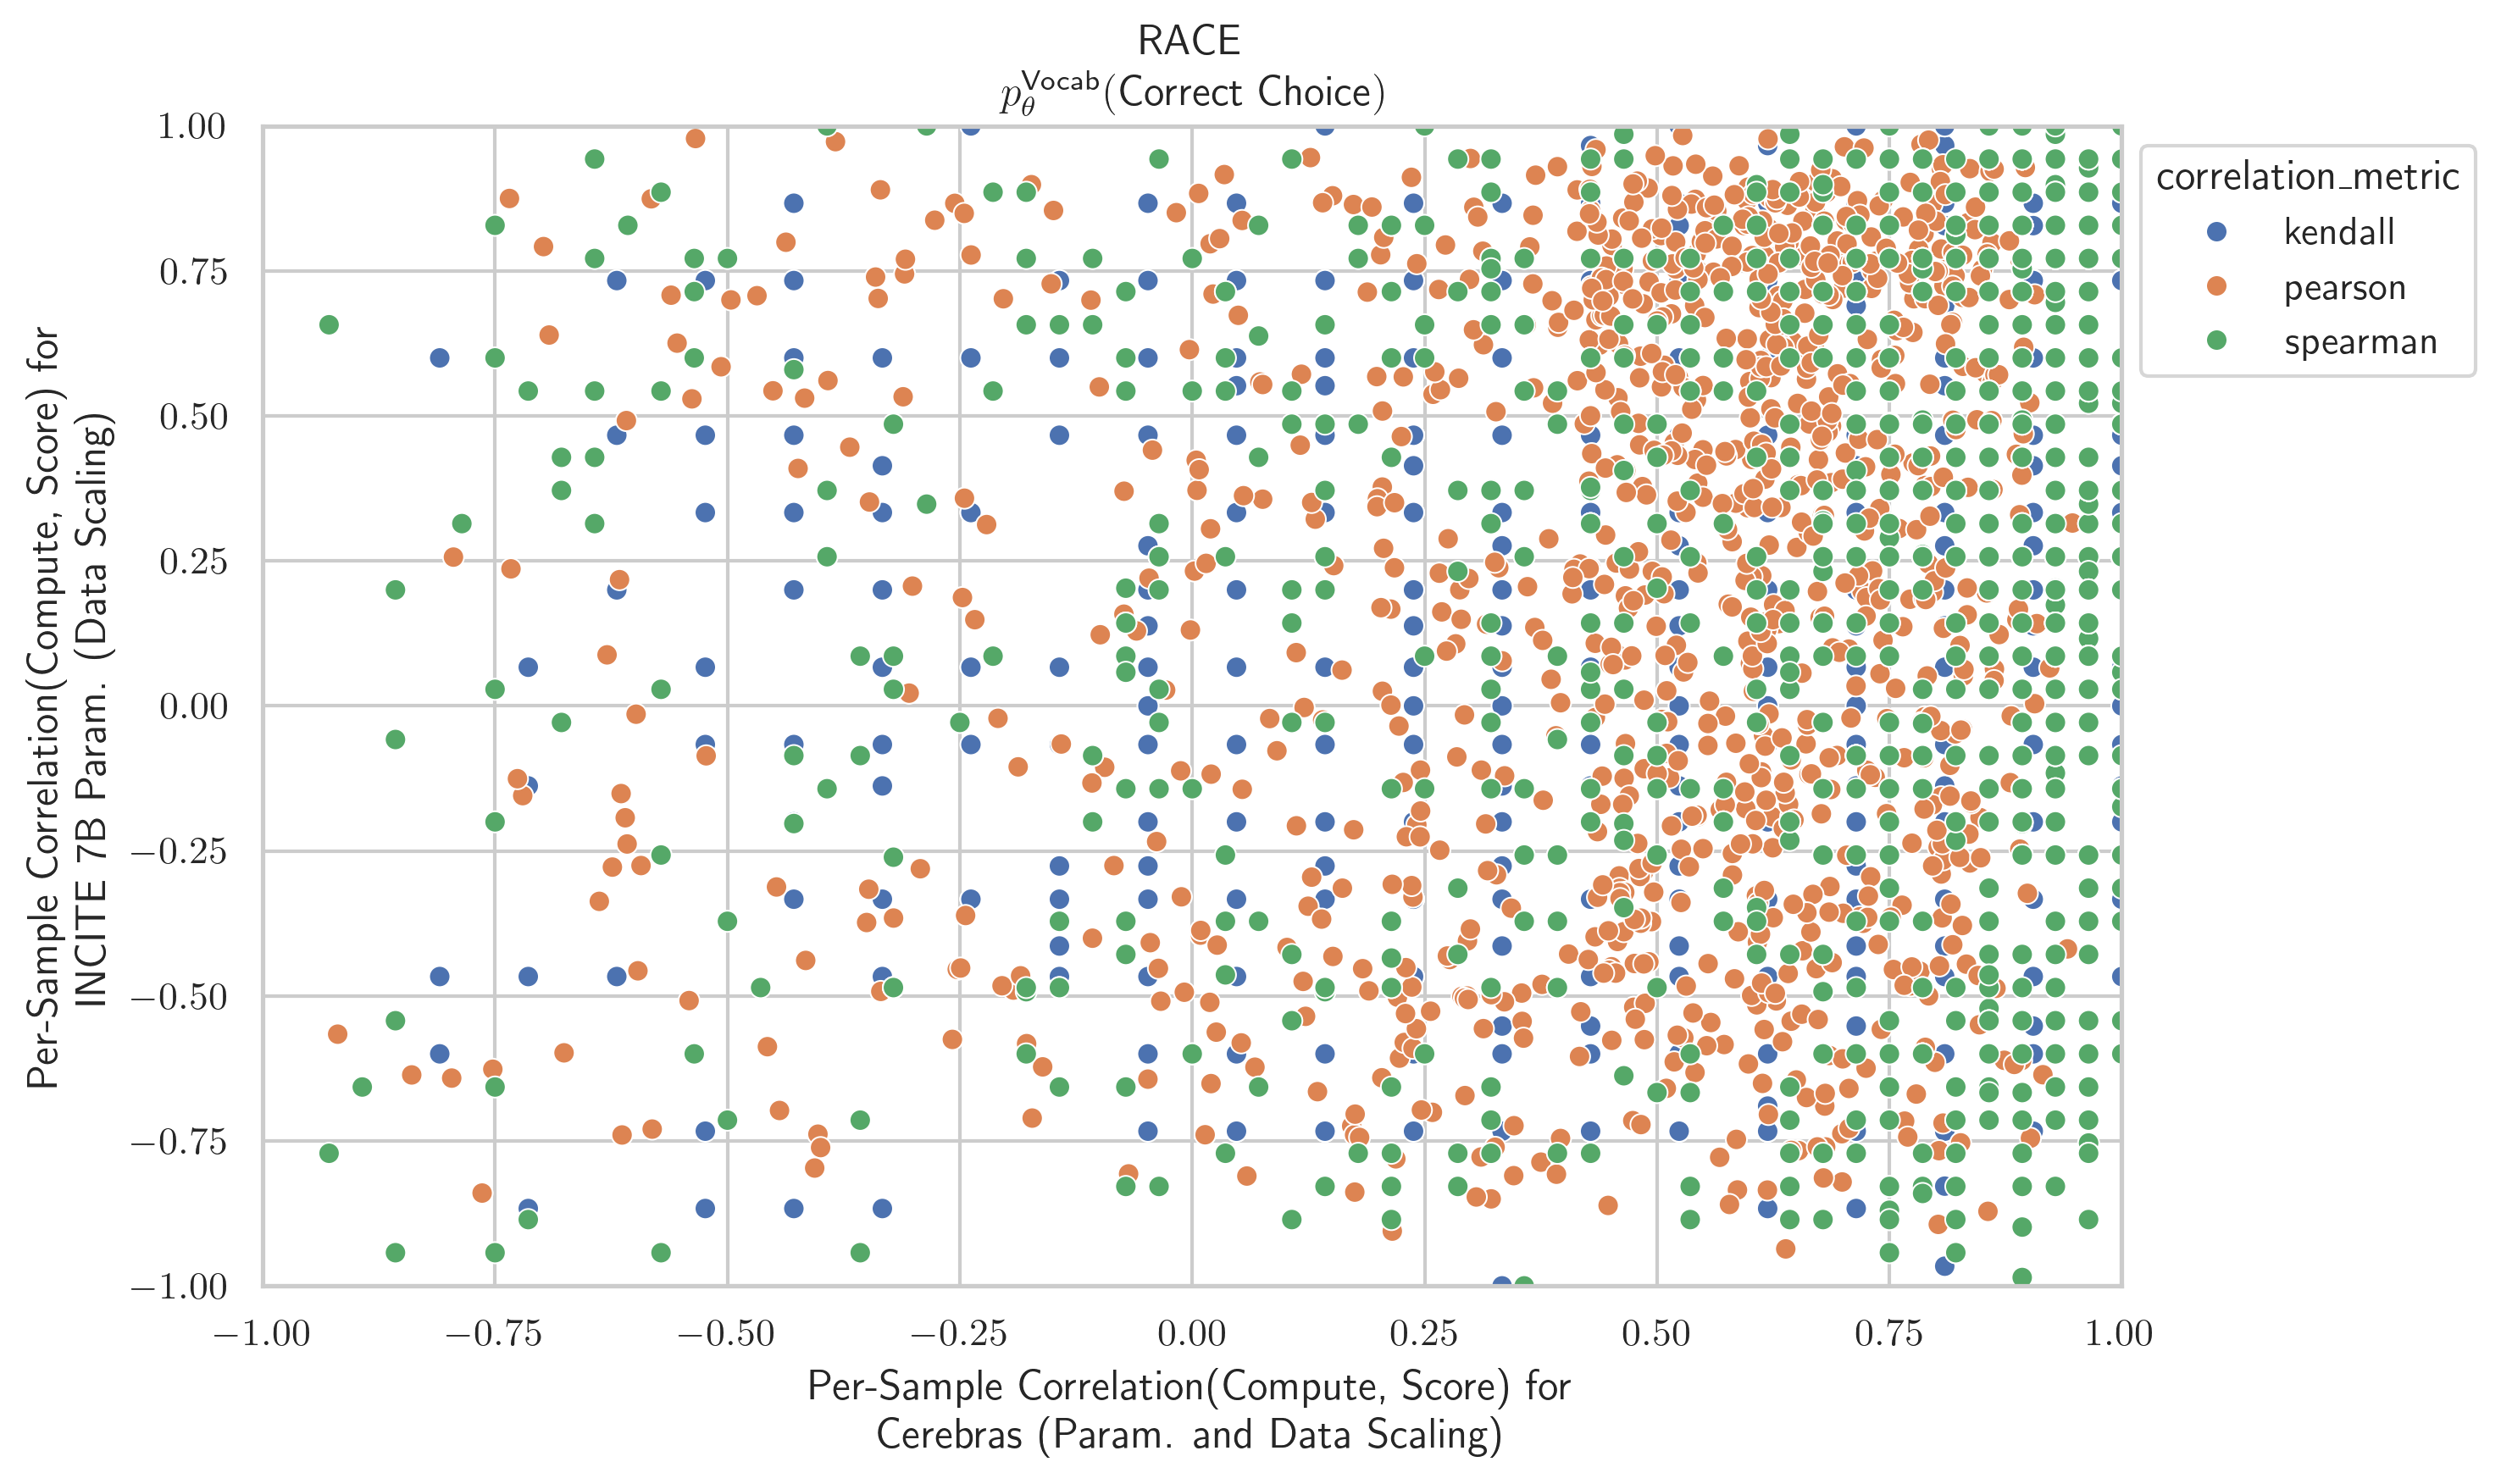 RACE
p_θ^Vocab(Correct Choice)
Per-Sample Correlation(Compute, Score) for
INCITE 7B Param. (Data Scaling)
1.00
0.75
0.50
0.25
0.00
−0.25
−0.50
−0.75
−1.00
−1.00 −0.75 −0.50 −0.25 0.00 0.25 0.50 0.75 1.00
Per-Sample Correlation(Compute, Score) for
Cerebras (Param. and Data Scaling)
correlation_metric
kendall
pearson
spearman